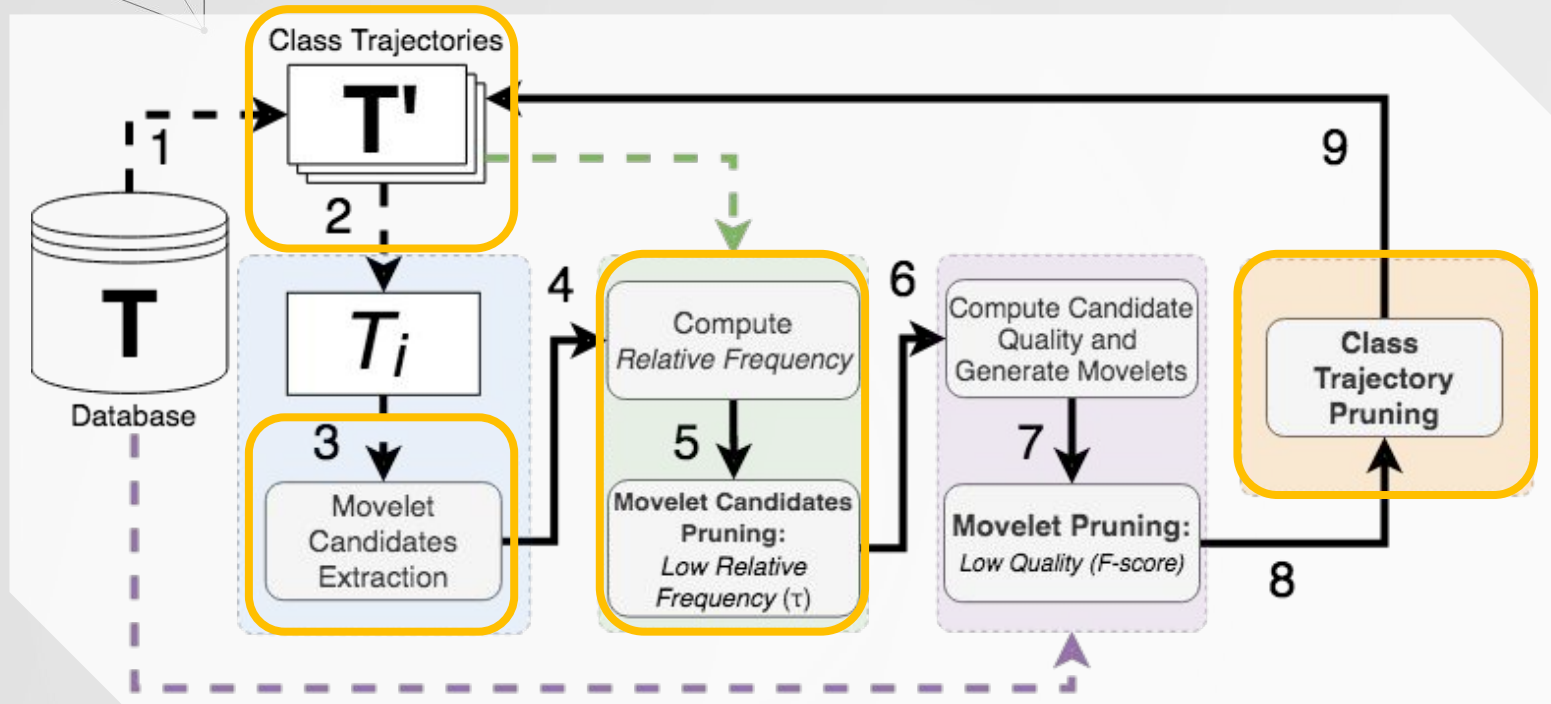 Class Trajectories
T'
1
9
2
T
Database
4
6
T i
Compute
Relative Frequency
Compute Candidate
Quality and
Generate Movelets
Class
Trajectory
Pruning
3
5
7
Movelet
Candidates
Extraction
Movelet Candidates
Pruning:
Low Relative
Frequency (τ)
Movelet Pruning:
Low Quality (F-score)
8